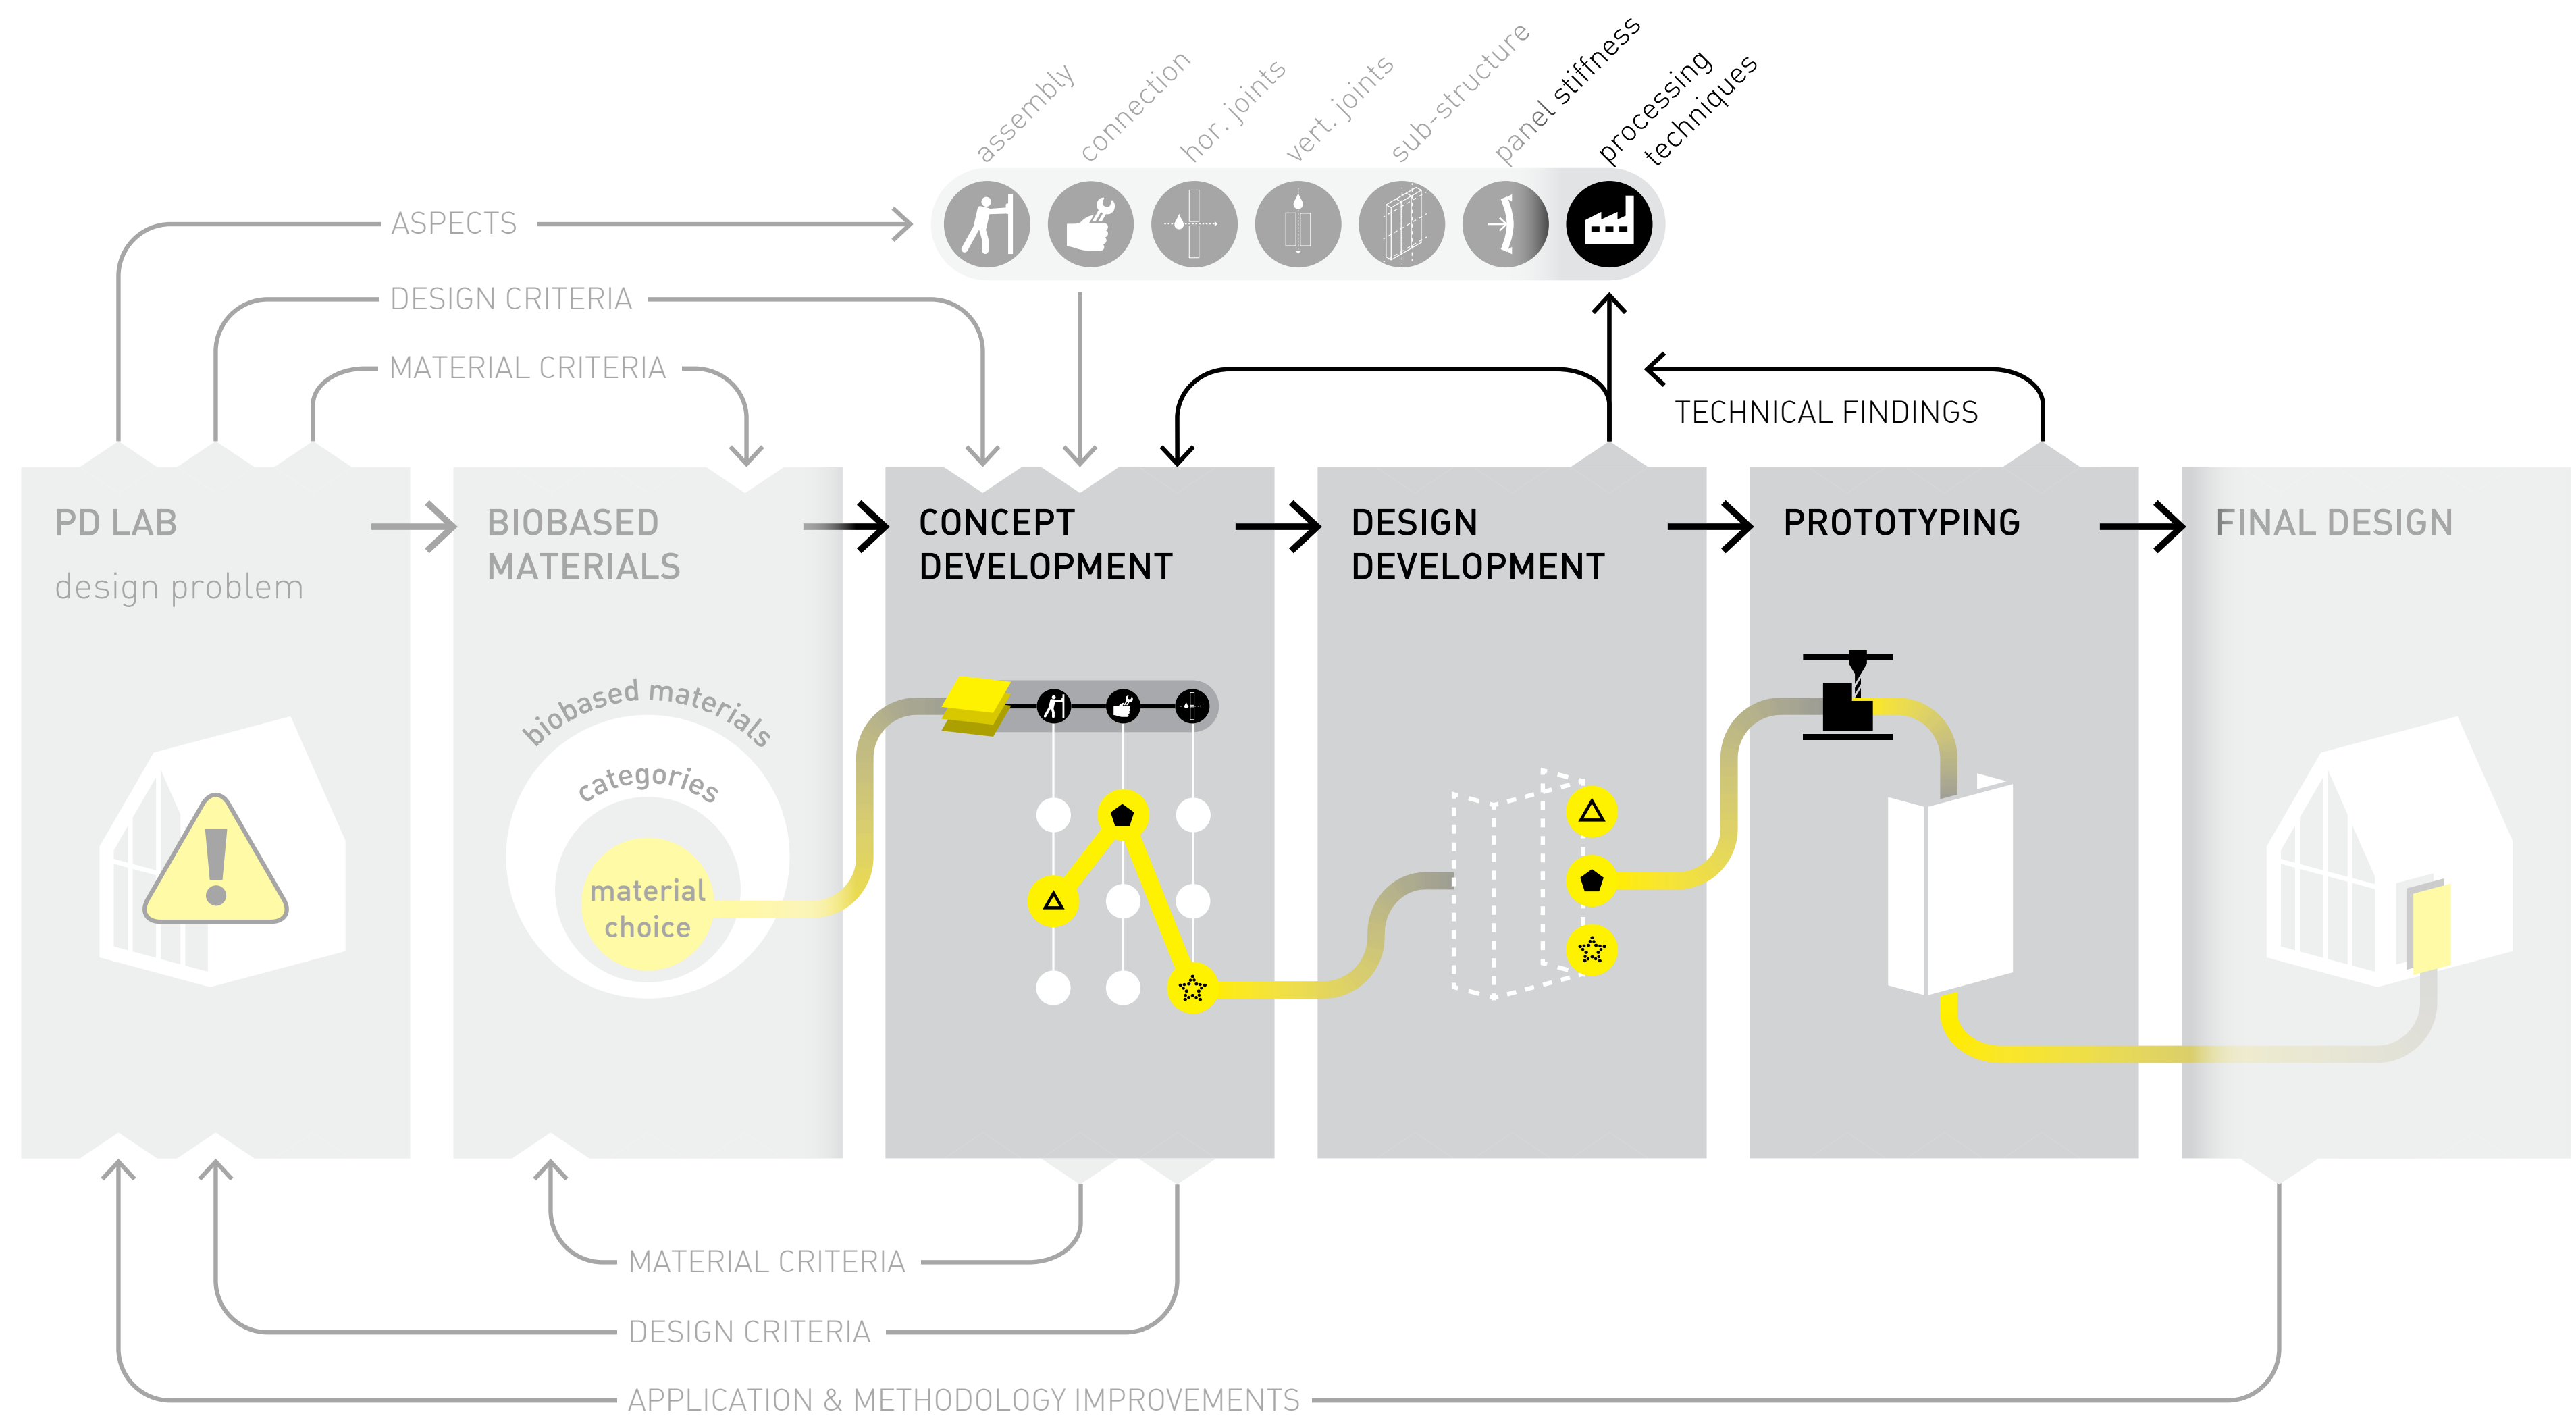 assembly
connection
hor. joints
vert. joints
sub-structure
panel stiffness
processing
techniques
ASPECTS
DESIGN CRITERIA
MATERIAL CRITERIA
TECHNICAL FINDINGS
PD LAB
design problem
BIOBASED
MATERIALS
biobased materials
categories
material
choice
CONCEPT
DEVELOPMENT
DESIGN
DEVELOPMENT
PROTOTYPING
FINAL DESIGN
MATERIAL CRITERIA
DESIGN CRITERIA
APPLICATION & METHODOLOGY IMPROVEMENTS